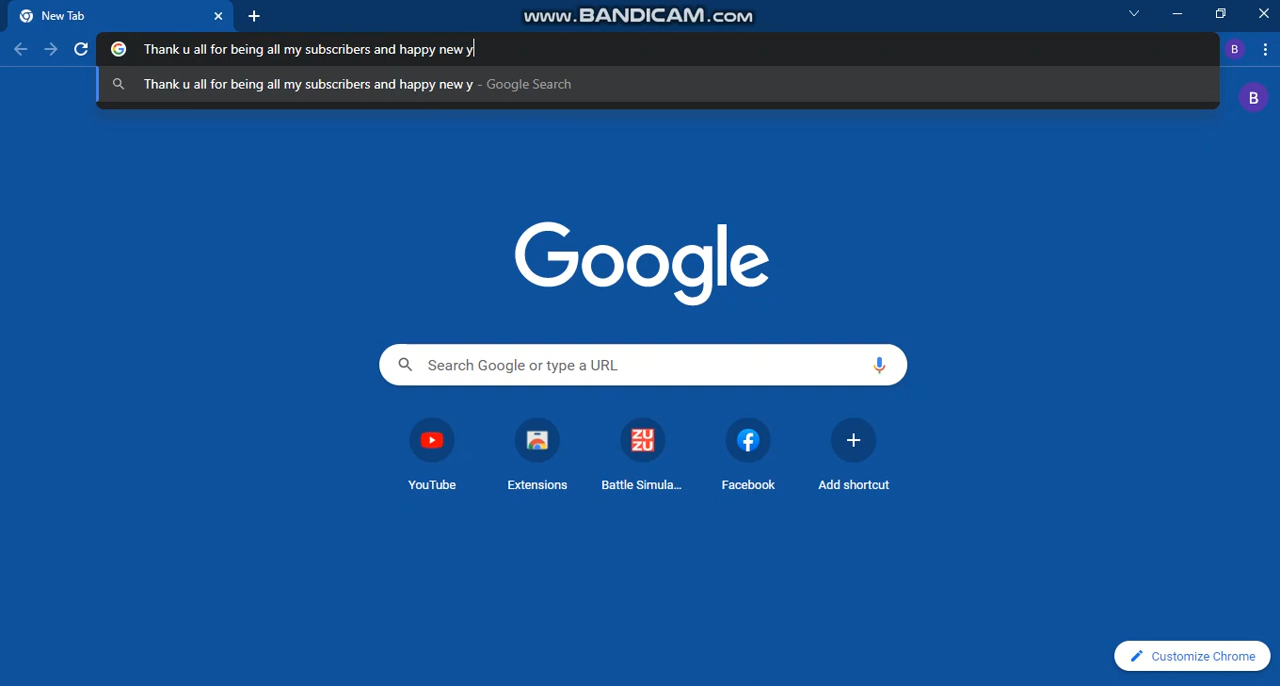 New Tab
www.BANDICAM.com
Thank u all for being all my subscribers and happy new y
B
Thank u all for being all my subscribers and happy new y - Google Search
B
Google
Search Google or type a URL
ZU
ZU
YouTube
Extensions
Battle Simula...
Facebook
Add shortcut
Customize Chrome